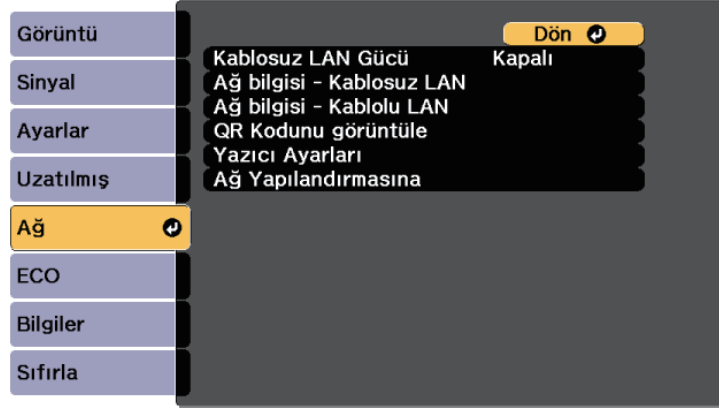 Görüntü
Sinyal
Ayarlar
Uzatılmış
Ağ
ECO
Bilgiler
Sıfırla
Dön
Kablosuz LAN Gücü Kapalı
Ağ bilgisi - Kablosuz LAN
Ağ bilgisi - Kablolu LAN
QR Kodunu görüntüle
Yazıcı Ayarları
Ağ Yapılandırmasına